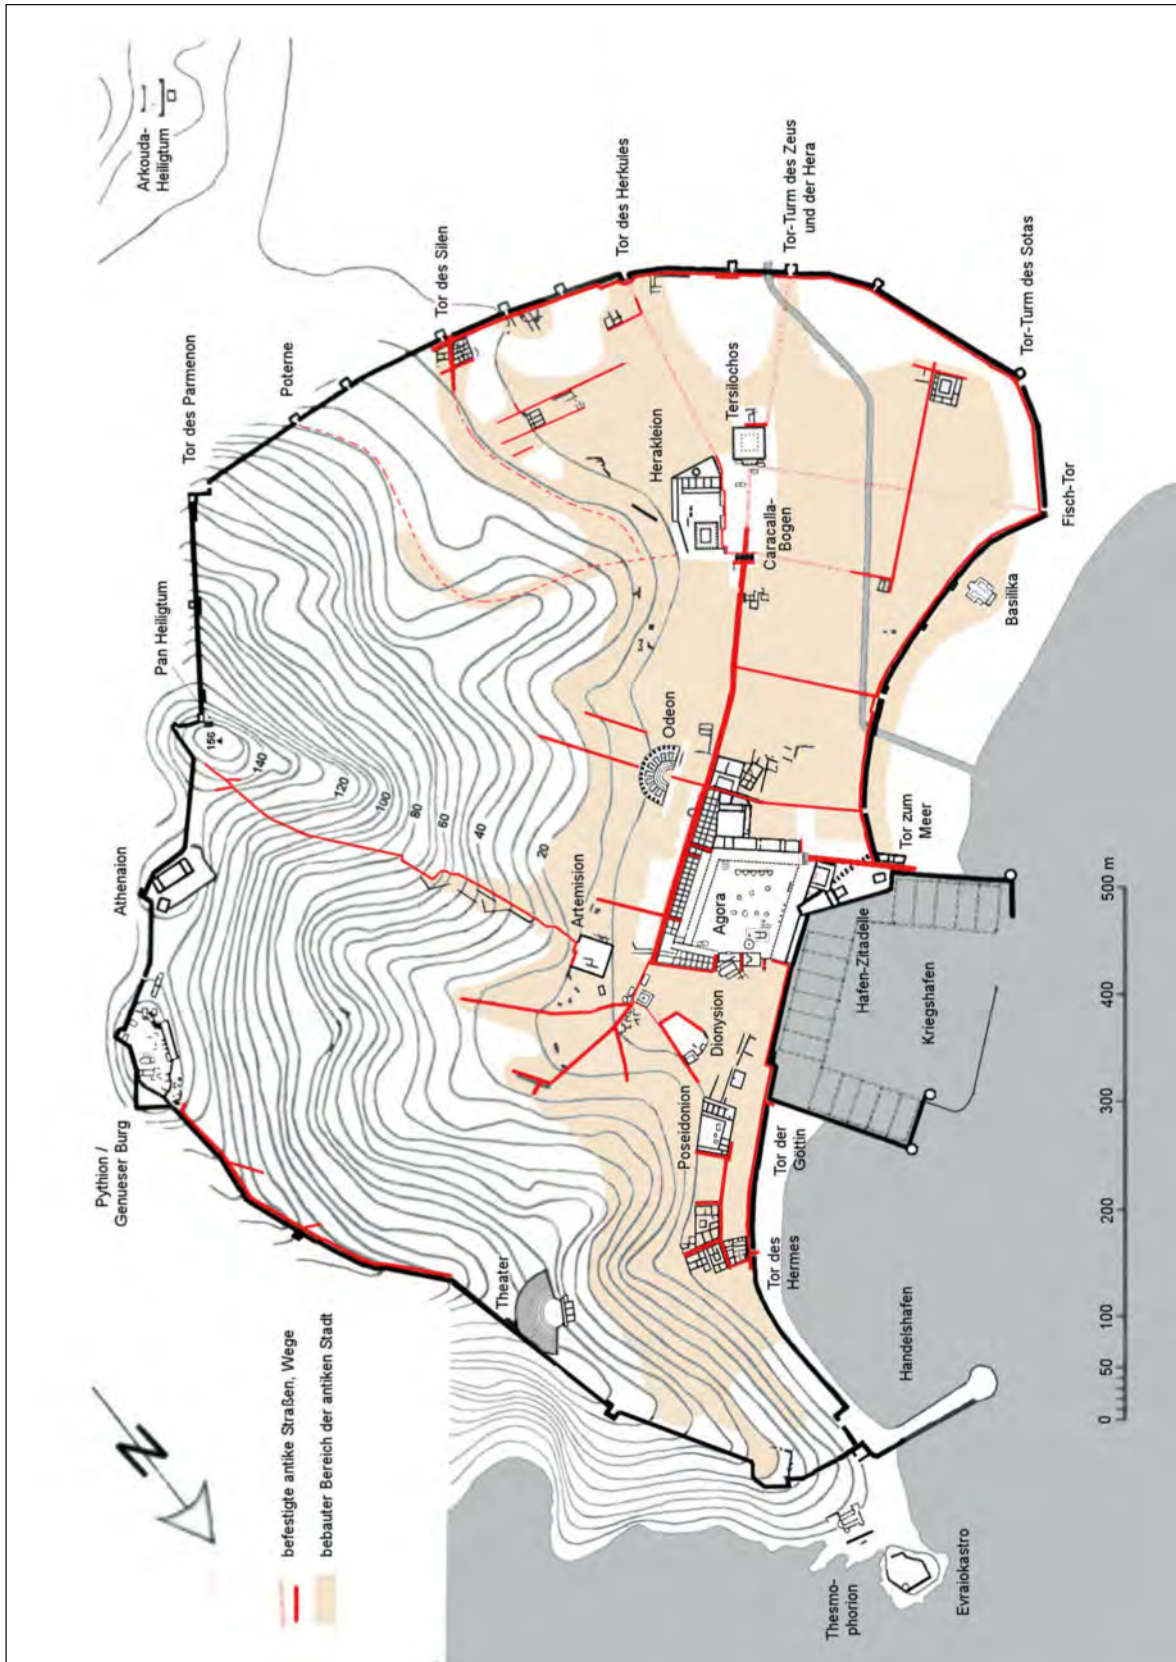 Arkouda-
Heiligtum
Tor des Parmenon
Poterne
Tor des Silen
Tor des Herkules
Tor-Turm des Zeus
und der Hera
Tor-Turm des Sotas
Pan Heiligtum
Athenaion
Pythion /
Genueser Burg
156
140
120
100
80
60
40
20
Herakleion
Tersilochos
Caracalla-
Bogen
Fisch-Tor
Basilika
Odeon
Artemision
Agora
Tor zum
Meer
Hafen-Zitadelle
Kriegshafen
Dionysion
Poseidonion
Tor der
Göttin
Tor des
Hermes
Theater
Handelshafen
Thesmo-
phorion
Evraiokastro
N
befestigte antike Straßen, Wege
bebauter Bereich der antiken Stadt
0 50 100 200 300 400 500 m